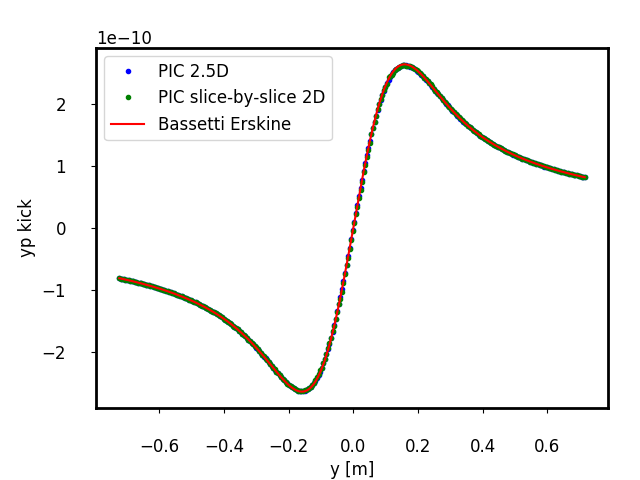 1e−10
PIC 2.5D
PIC slice-by-slice 2D
Bassetti Erskine
2
1
0
−1
−2
yp kick
−0.6 −0.4 −0.2 0.0 0.2 0.4 0.6
y [m]